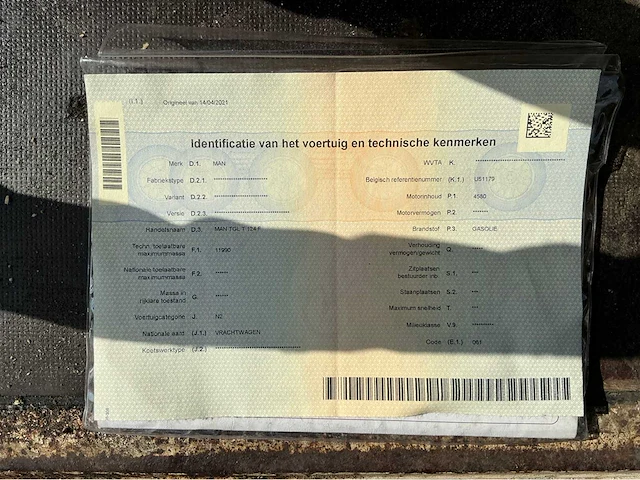 (I.1.) Origineel van 14/04/2021
Identificatie van het voertuig en technische kenmerken
Merk D.1. MAN
Fabriekstype D.2.1. ********************
Variant D.2.2. ********************
Versie D.2.3. ******************************
Handelsnaam D.3. MAN TGL T 124 F
Techn. toelaatbare
maximummassa F.1. 11990
Nationale toelaatbare
maximummassa F.2. *****
Massa in
rijklare toestand G. *****
Voertuigcategorie J. N2
Nationale aard (J.1.) VRACHTWAGEN
Koetswerktype (J.2.) ******************************
WVTA K. ******************************
Belgisch referentienummer (K.1.)
Motorinhoud P.1 4580
Motorvermogen P.2 *****
Brandstof P.3. GASOLIE
Verhouding
vermogen/gewicht Q. *****
Zitplaatsen
bestuurder inb. S.1. ***
Staanplaatsen S.2. ***
Maximum snelheid T. ***
Milieuklasse V.9. **********
Code (E.1.) 061